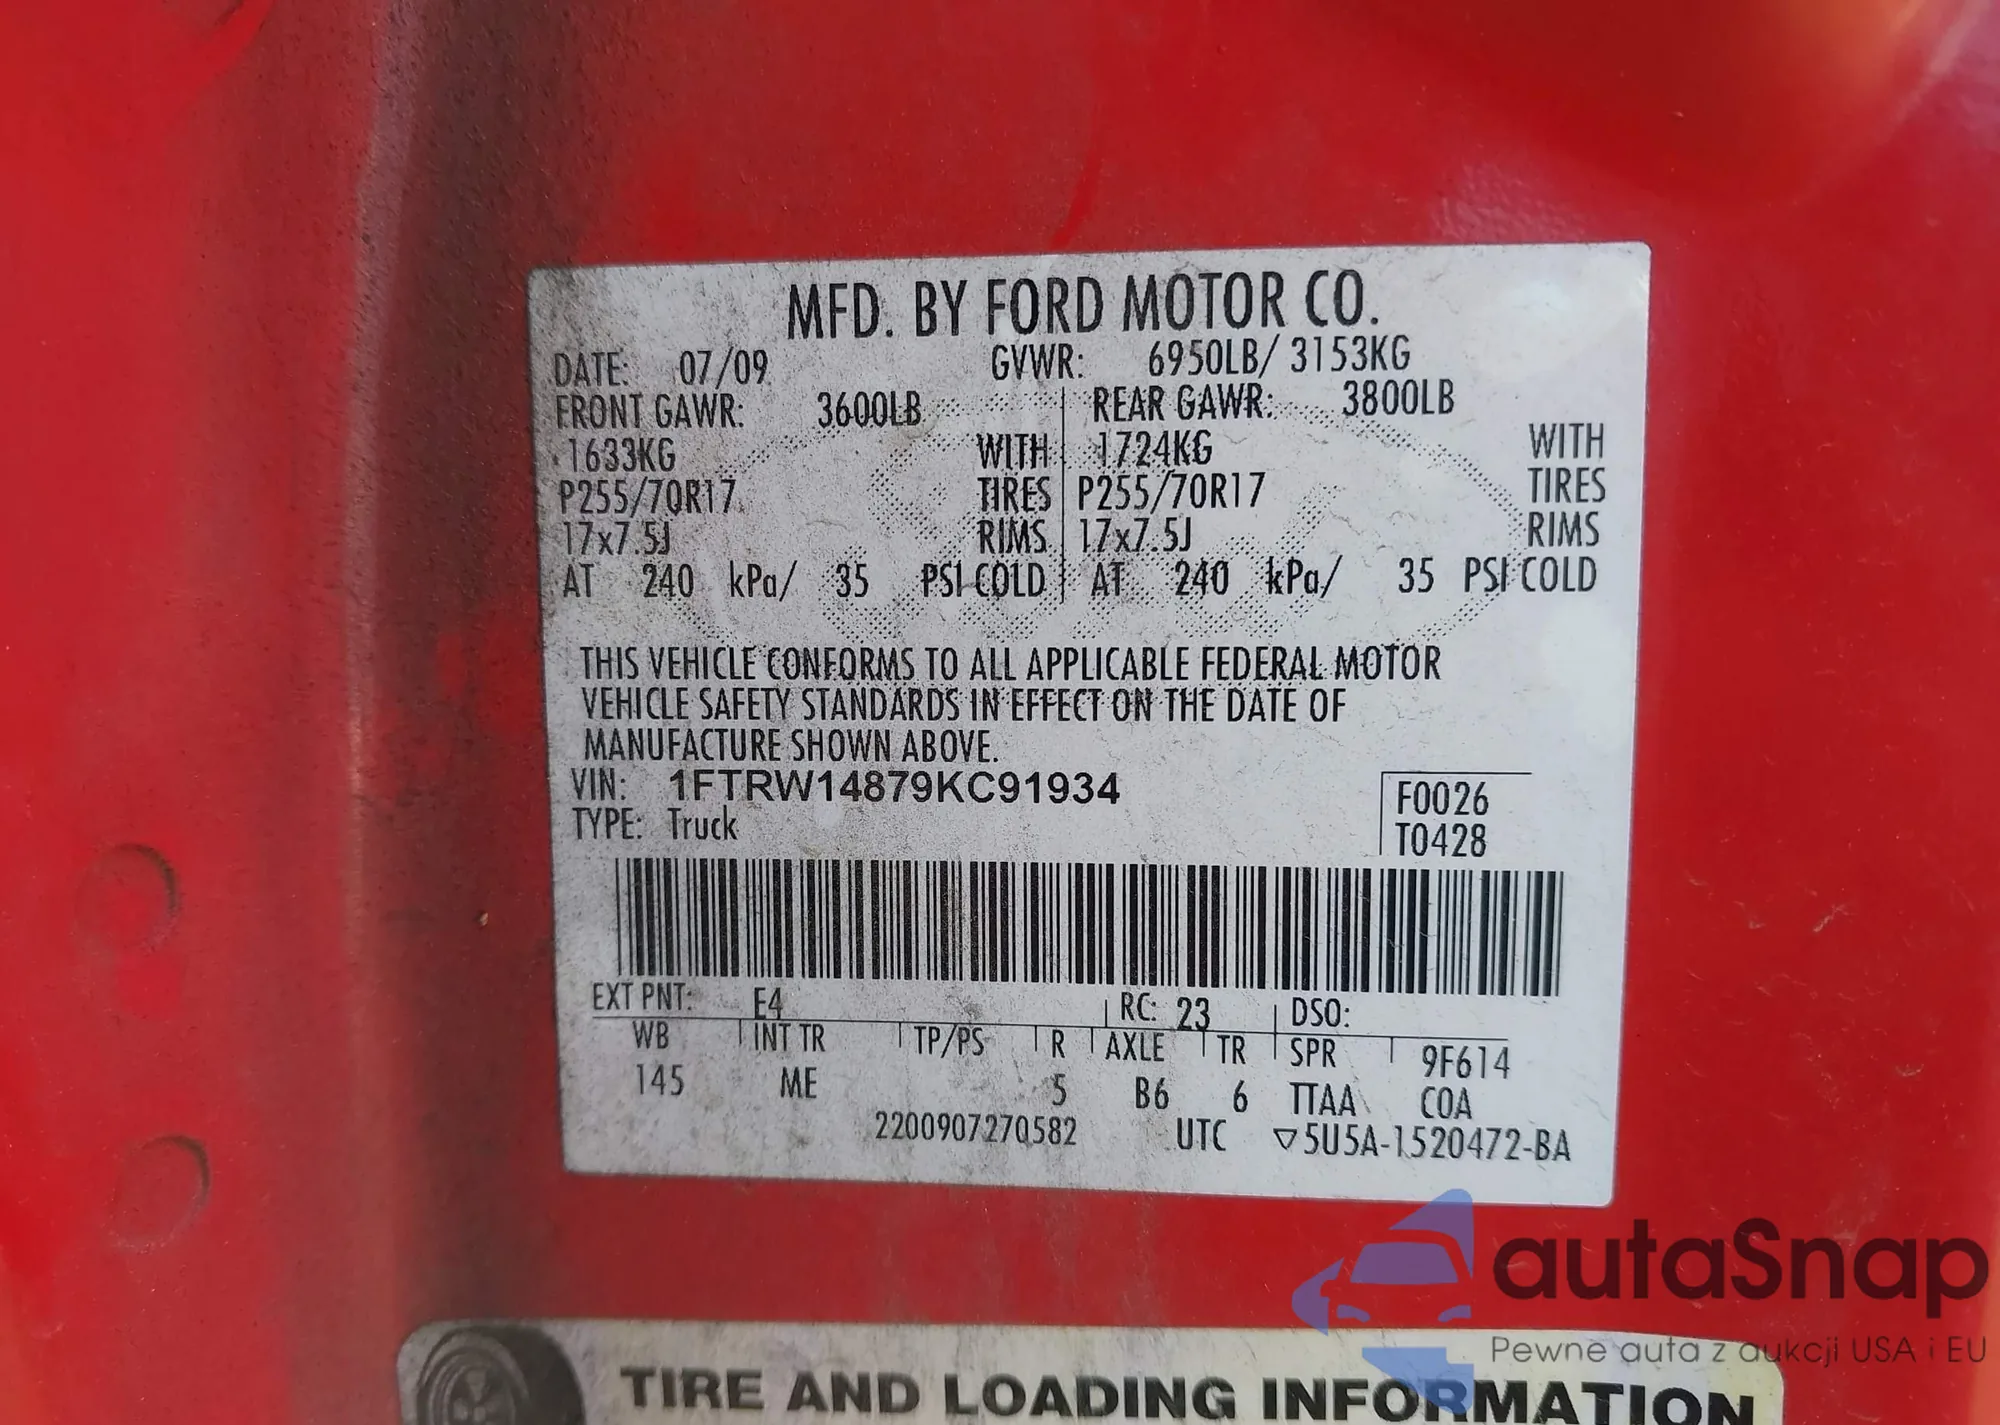 MFD. BY FORD MOTOR CO.
DATE: 07/09 GVWR: 6950LB/ 3153KG
FRONT GAWR: 3600LB REAR GAWR: 3800LB
1633KG WITH 1724KG WITH
P255/70R17 TIRES P255/70R17 TIRES
17x7.5J RIMS 17x7.5J RIMS
AT 240 kPa/ 35 PSI COLD AT 240 kPa/ 35 PSI COLD
THIS VEHICLE CONFORMS TO ALL APPLICABLE FEDERAL MOTOR
VEHICLE SAFETY STANDARDS IN EFFECT ON THE DATE OF
MANUFACTURE SHOWN ABOVE.
VIN: 1FTRW14879KC91934 F0026
TYPE: Truck T0428
EXT PNT: E4 RC: 23 DSO:
WB INT TR TP/PS R AXLE TR SPR 9F614
145 ME 5 B6 6 TTAA COA
2200907270582 UTC ▽5U5A-1520472-BA
autaSnap
Pewne auta z aukcji USA i EU
TIRE AND LOADING INFORMATION